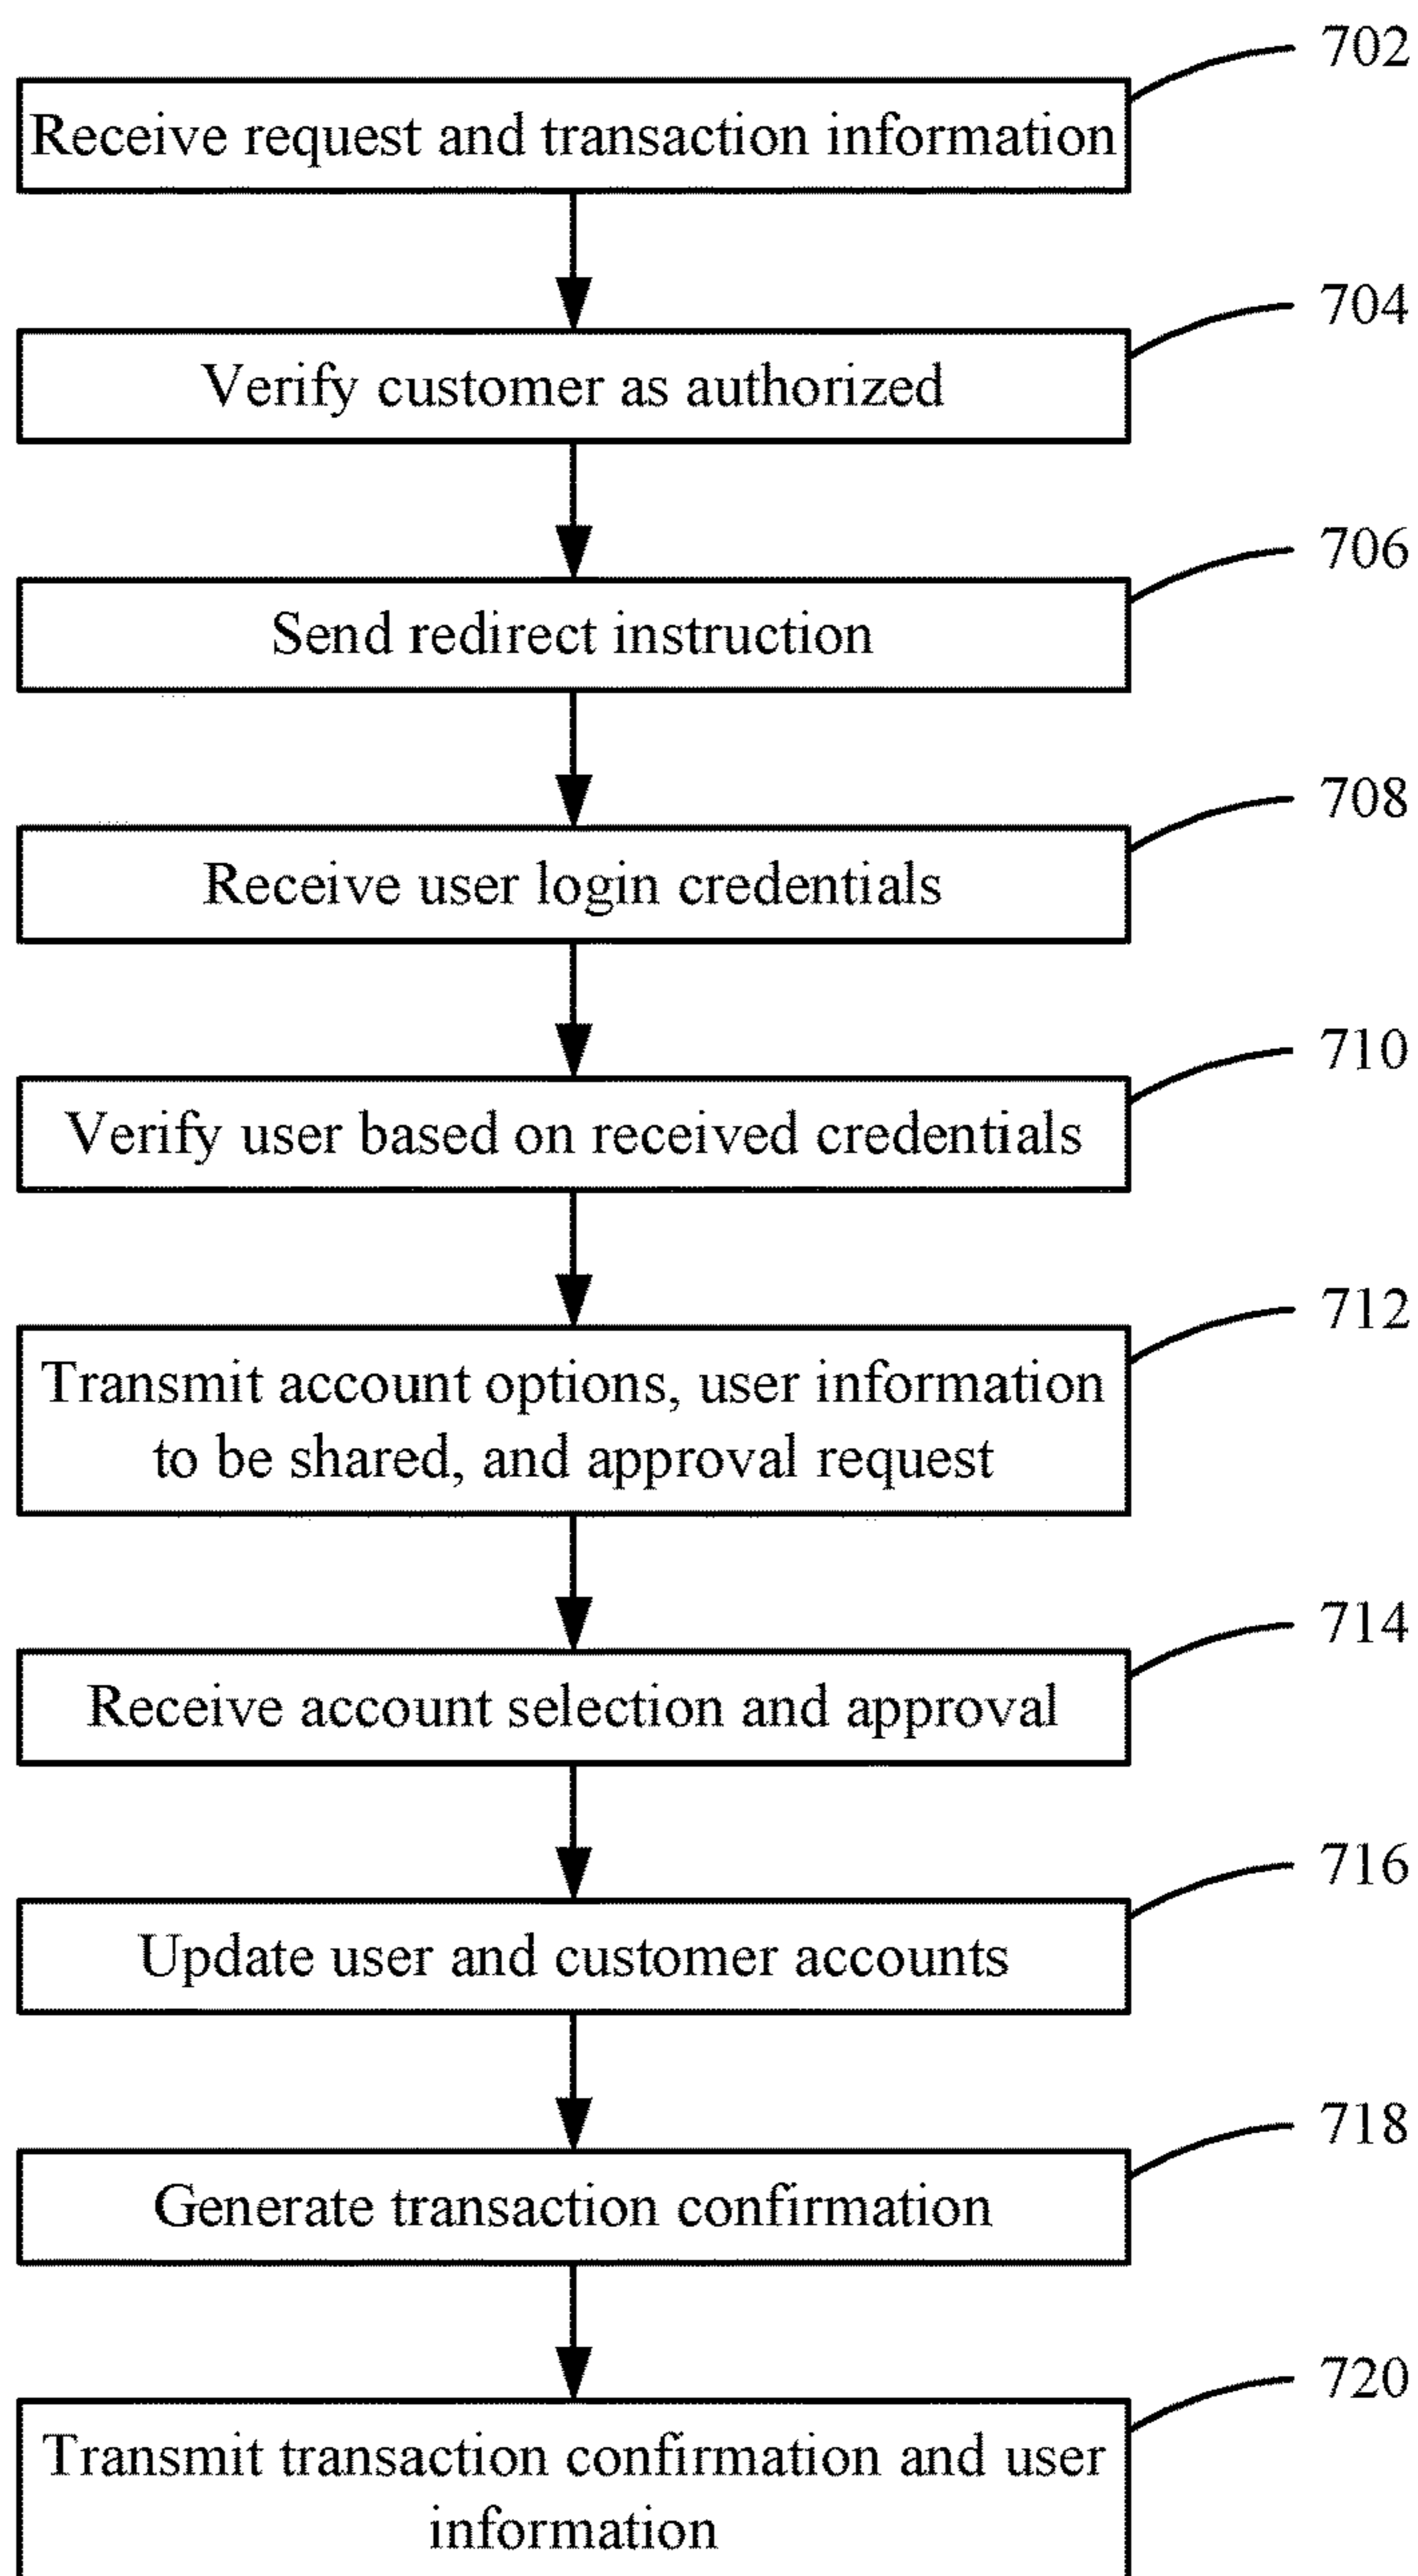 702
Receive request and transaction information
704
Verify customer as authorized
706
Send redirect instruction
708
Receive user login credentials
710
Verify user based on received credentials
712
Transmit account options, user information
to be shared, and approval request
714
Receive account selection and approval
716
Update user and customer accounts
718
Generate transaction confirmation
720
Transmit transaction confirmation and user
information